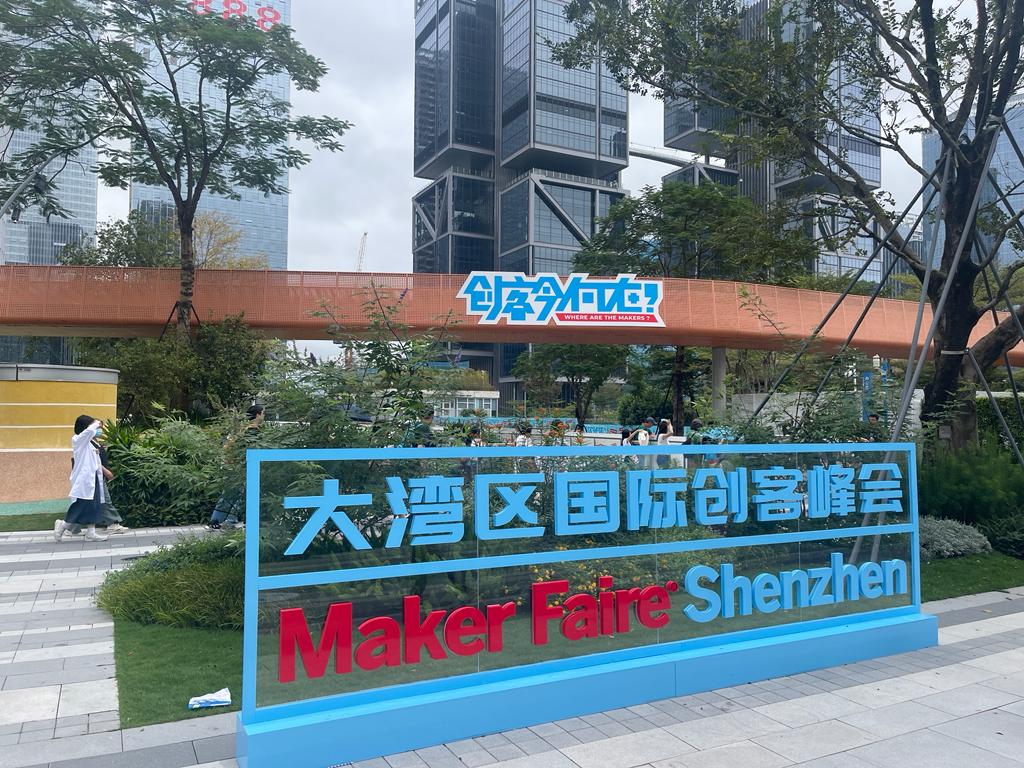 888
创客今何在?
WHERE ARE THE MAKERS?
大湾区国际创客峰会
Maker Faire Shenzhen